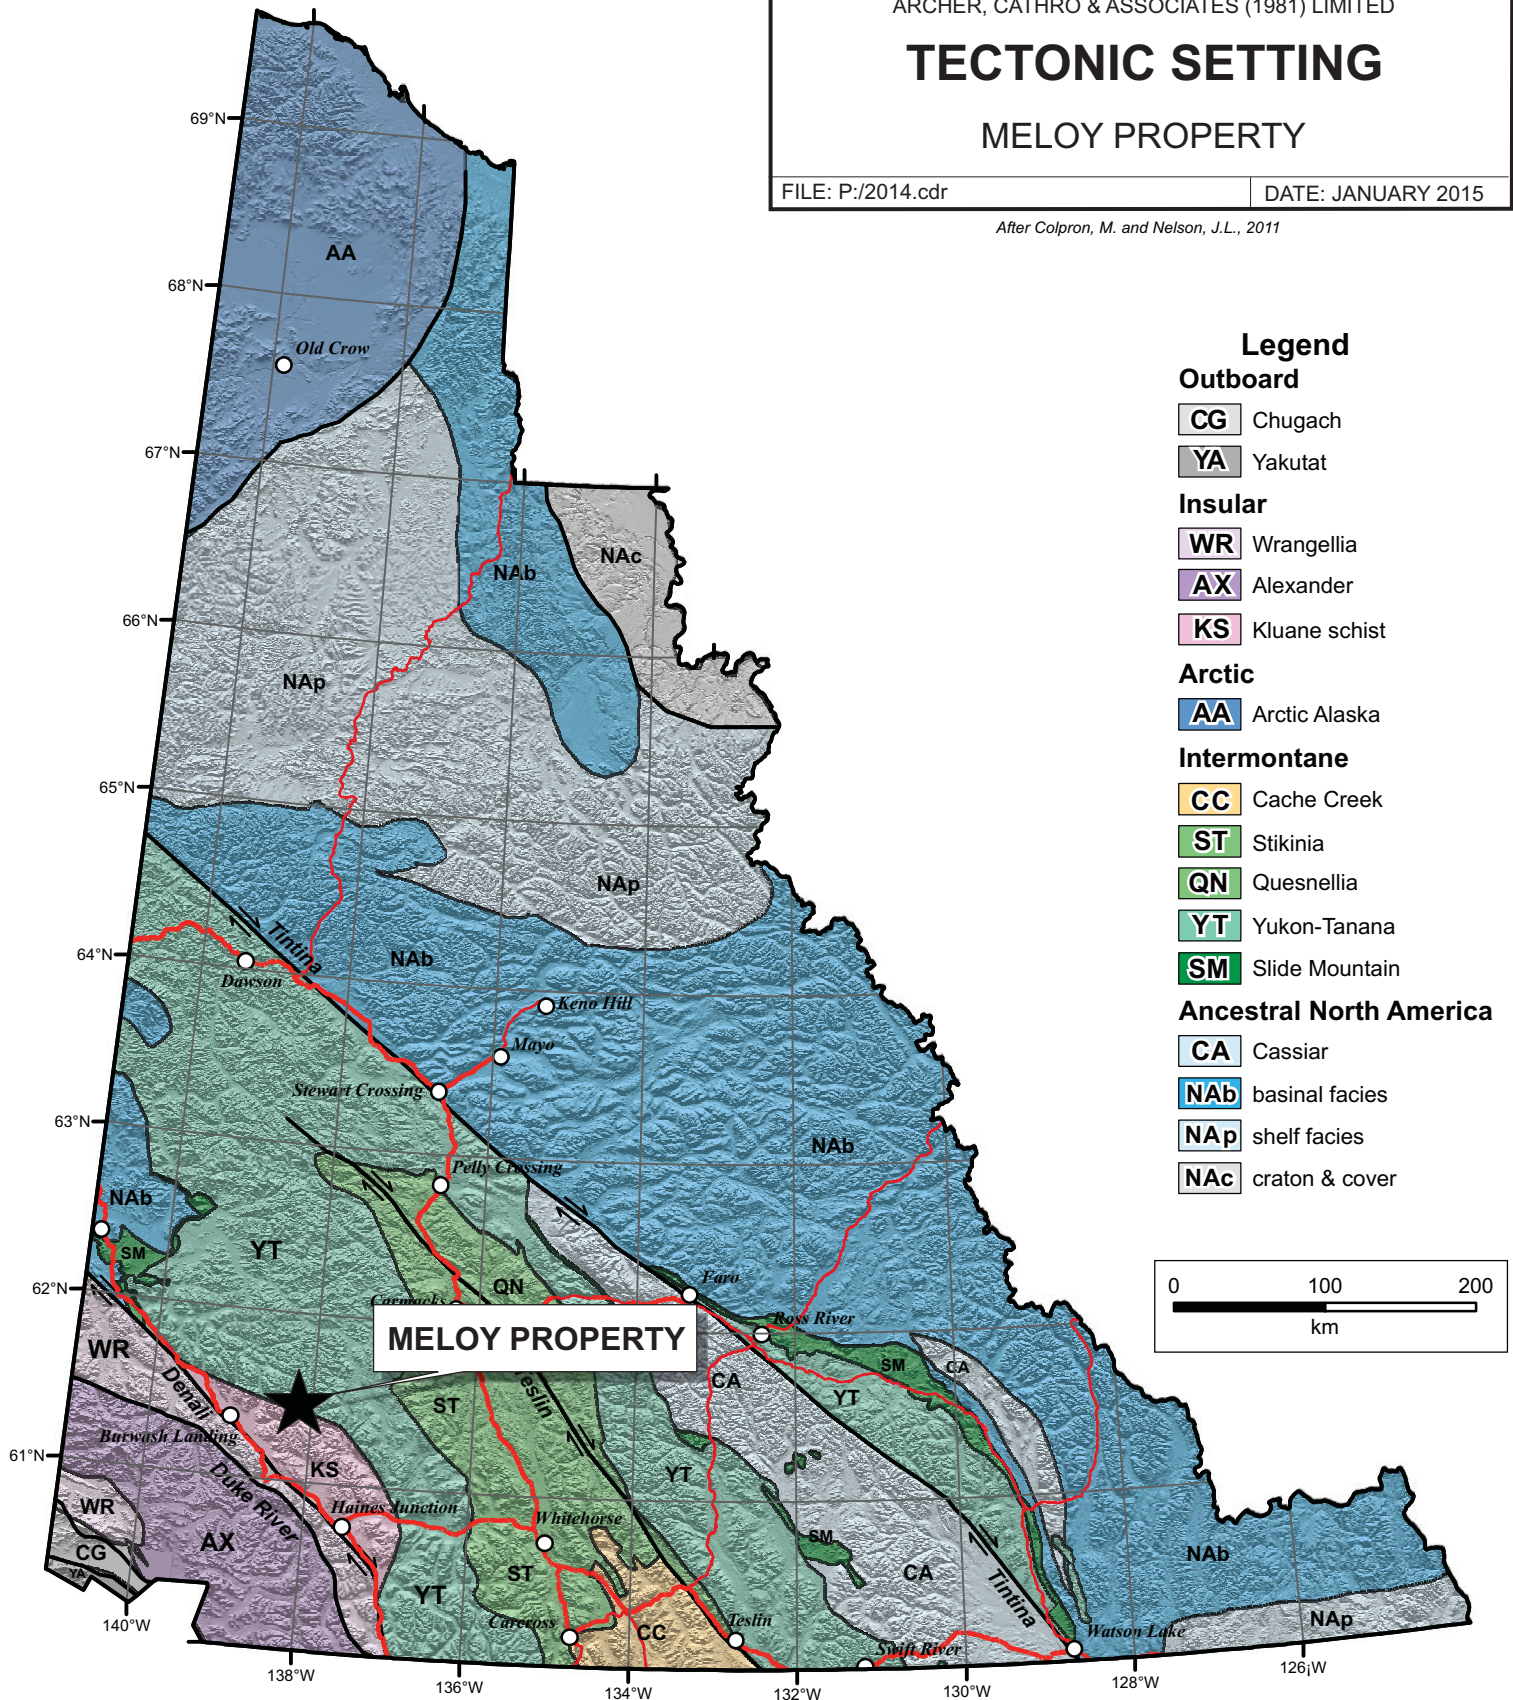 ARCHER, CATHRO & ASSOCIATES (1981) LIMITED
TECTONIC SETTING
MELOY PROPERTY
FILE: P:/2014.cdr
DATE: JANUARY 2015
After Colpron, M. and Nelson, J.L., 2011
69°N
AA
68°N
Old Crow
67°N
NAc
NAb
66°N
NAp
65°N
NAp
64°N
Tintina
NAb
Dawson
Keno Hill
Mayo
Stewart Crossing
63°N
NAb
Pelly Crossing
NAb
YT
SM
62°N
Faro
QN
Carmacks
Ross River
MELOY PROPERTY
WR
SM
CA
CA
Denali
Teslin
YT
ST
Burwash Landing
61°N
KS
YT
Duke River
WR
Haines Junction
Whitehorse
SM
AX
CG
YA
NAb
ST
CA
YT
Tintina
140°W
Carcross
Teslin
CC
Watson Lake
NAp
Swift River
138°W
136°W
134°W
132°W
130°W
128°W
126°W
Legend
Outboard
CG Chugach
YA Yakutat
Insular
WR Wrangellia
AX Alexander
KS Kluane schist
Arctic
AA Arctic Alaska
Intermontane
CC Cache Creek
ST Stikinia
QN Quesnellia
YT Yukon-Tanana
SM Slide Mountain
Ancestral North America
CA Cassiar
NAb basinal facies
NAp shelf facies
NAc craton & cover
0 100 200
km